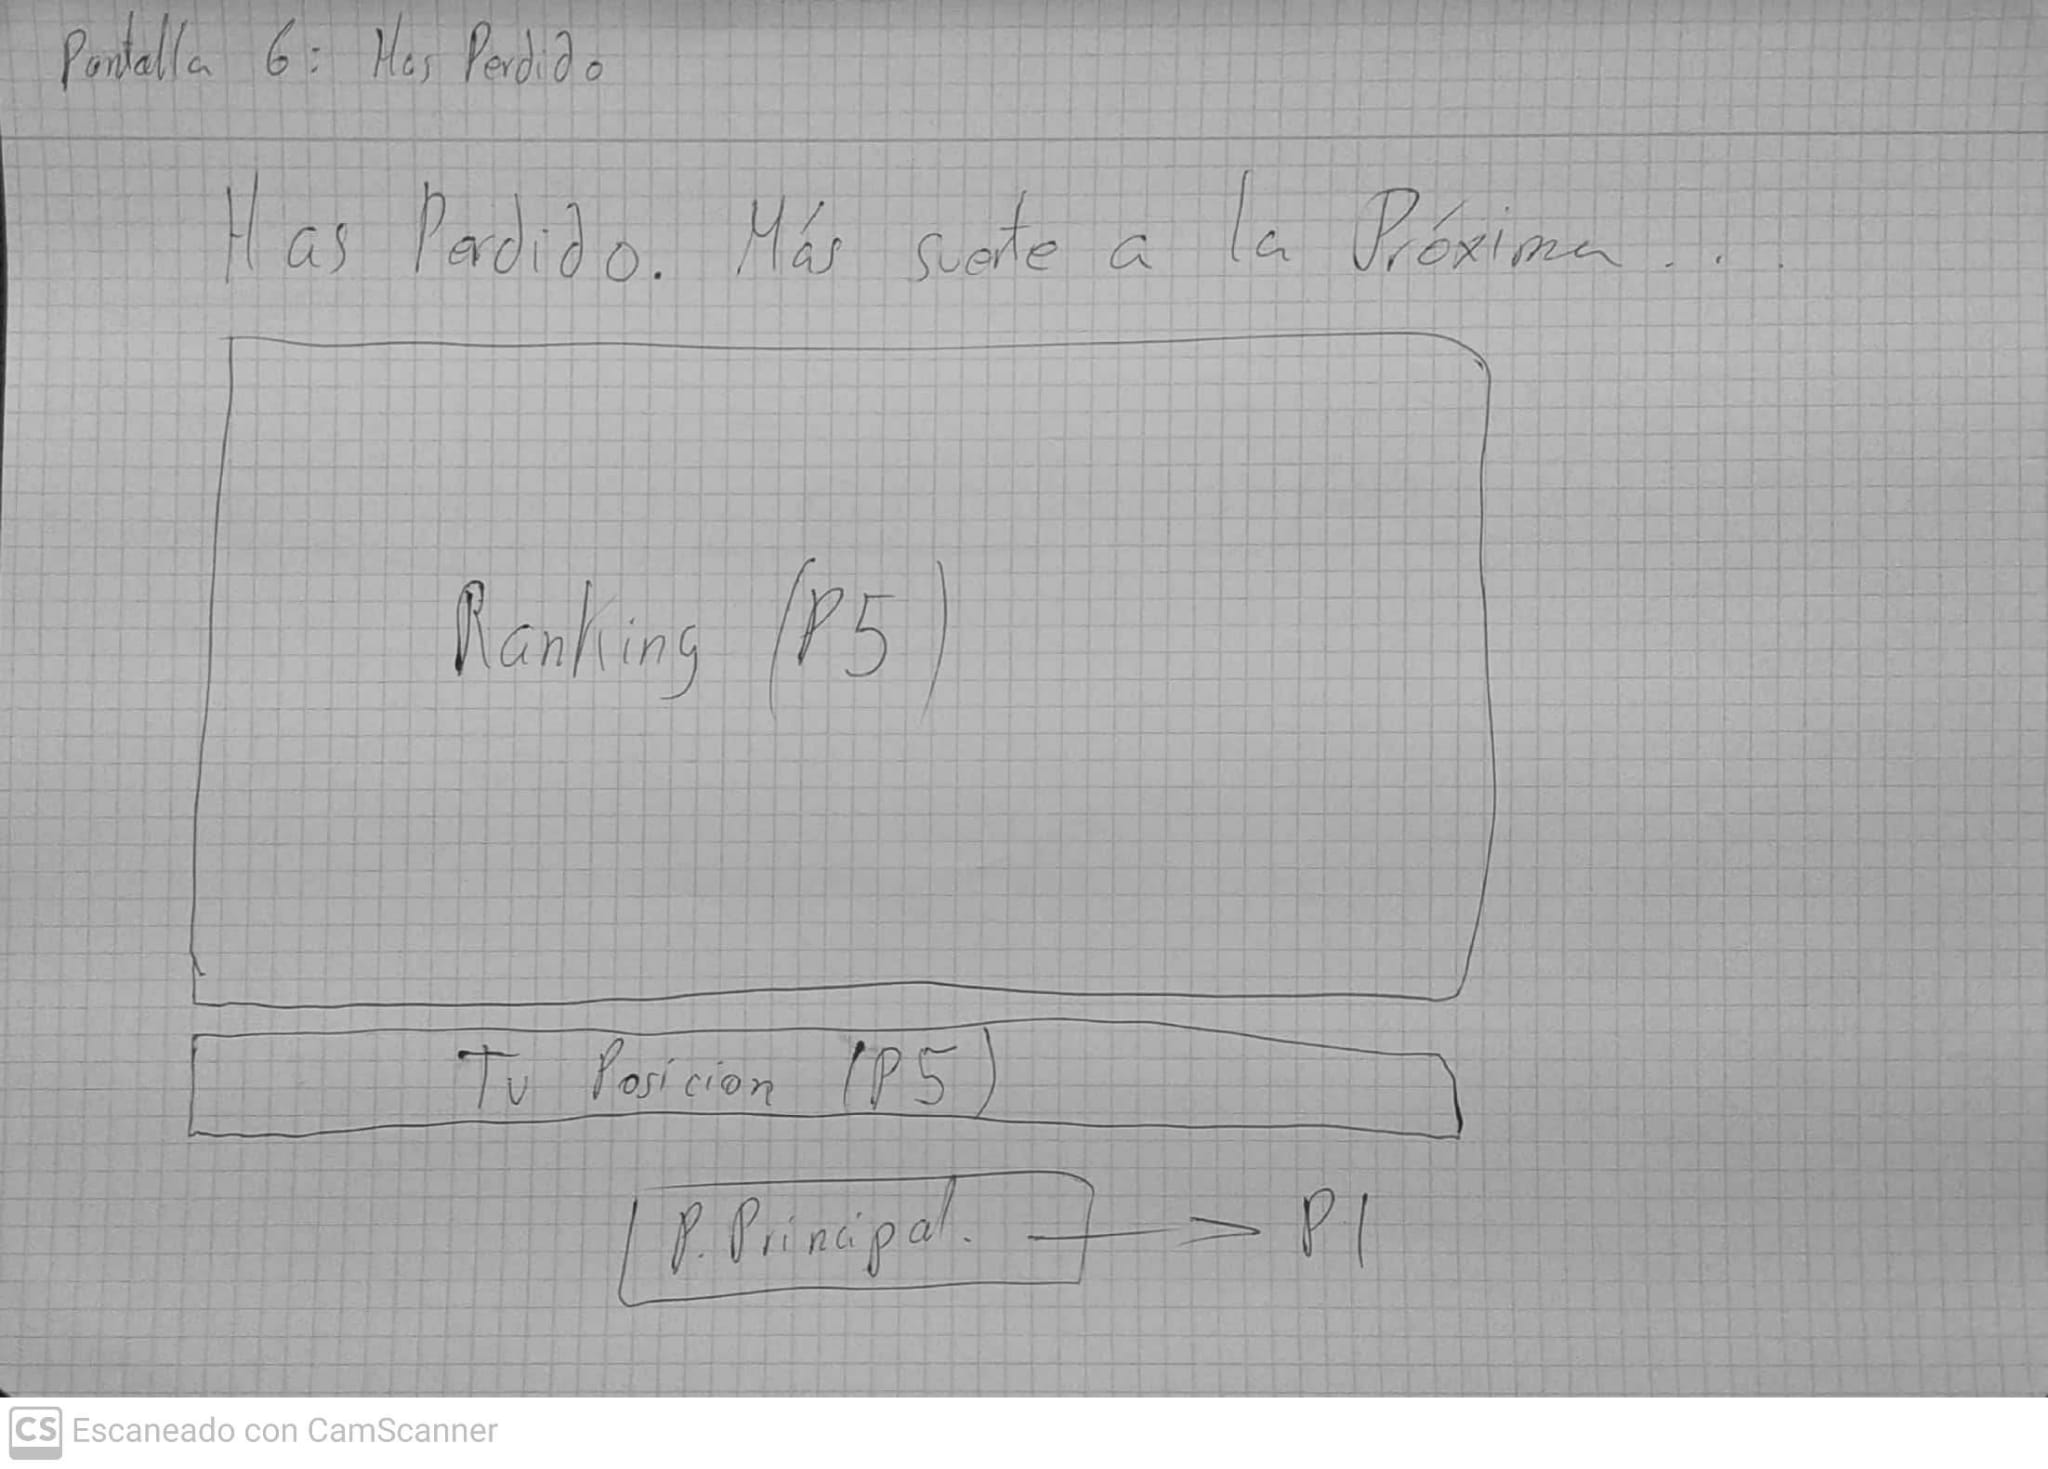 Pantalla 6: Has Perdido
Has Perdido. Más suerte a la Próxima...
Ranking (P5)
Tu Posicion (P5)
P. Principal. → P1
CS Escaneado con CamScanner